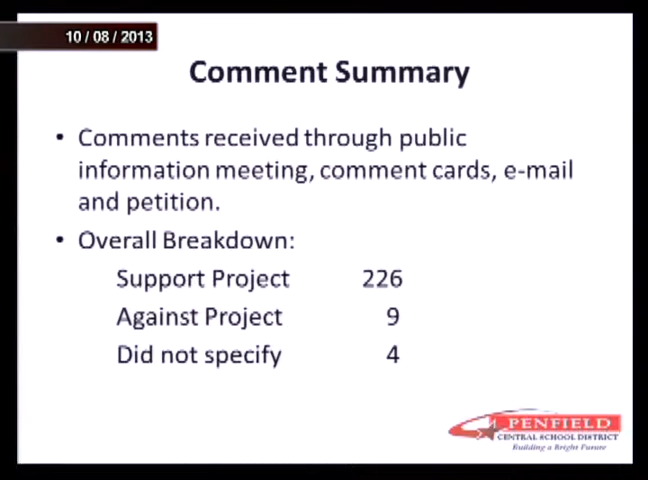 10 / 08 / 2013
Comment Summary
• Comments received through public
information meeting, comment cards, e-mail
and petition.
• Overall Breakdown:
Support Project 226
Against Project 9
Did not specify 4
PENFIELD
CENTRAL SCHOOL DISTRICT
Building a Bright Future